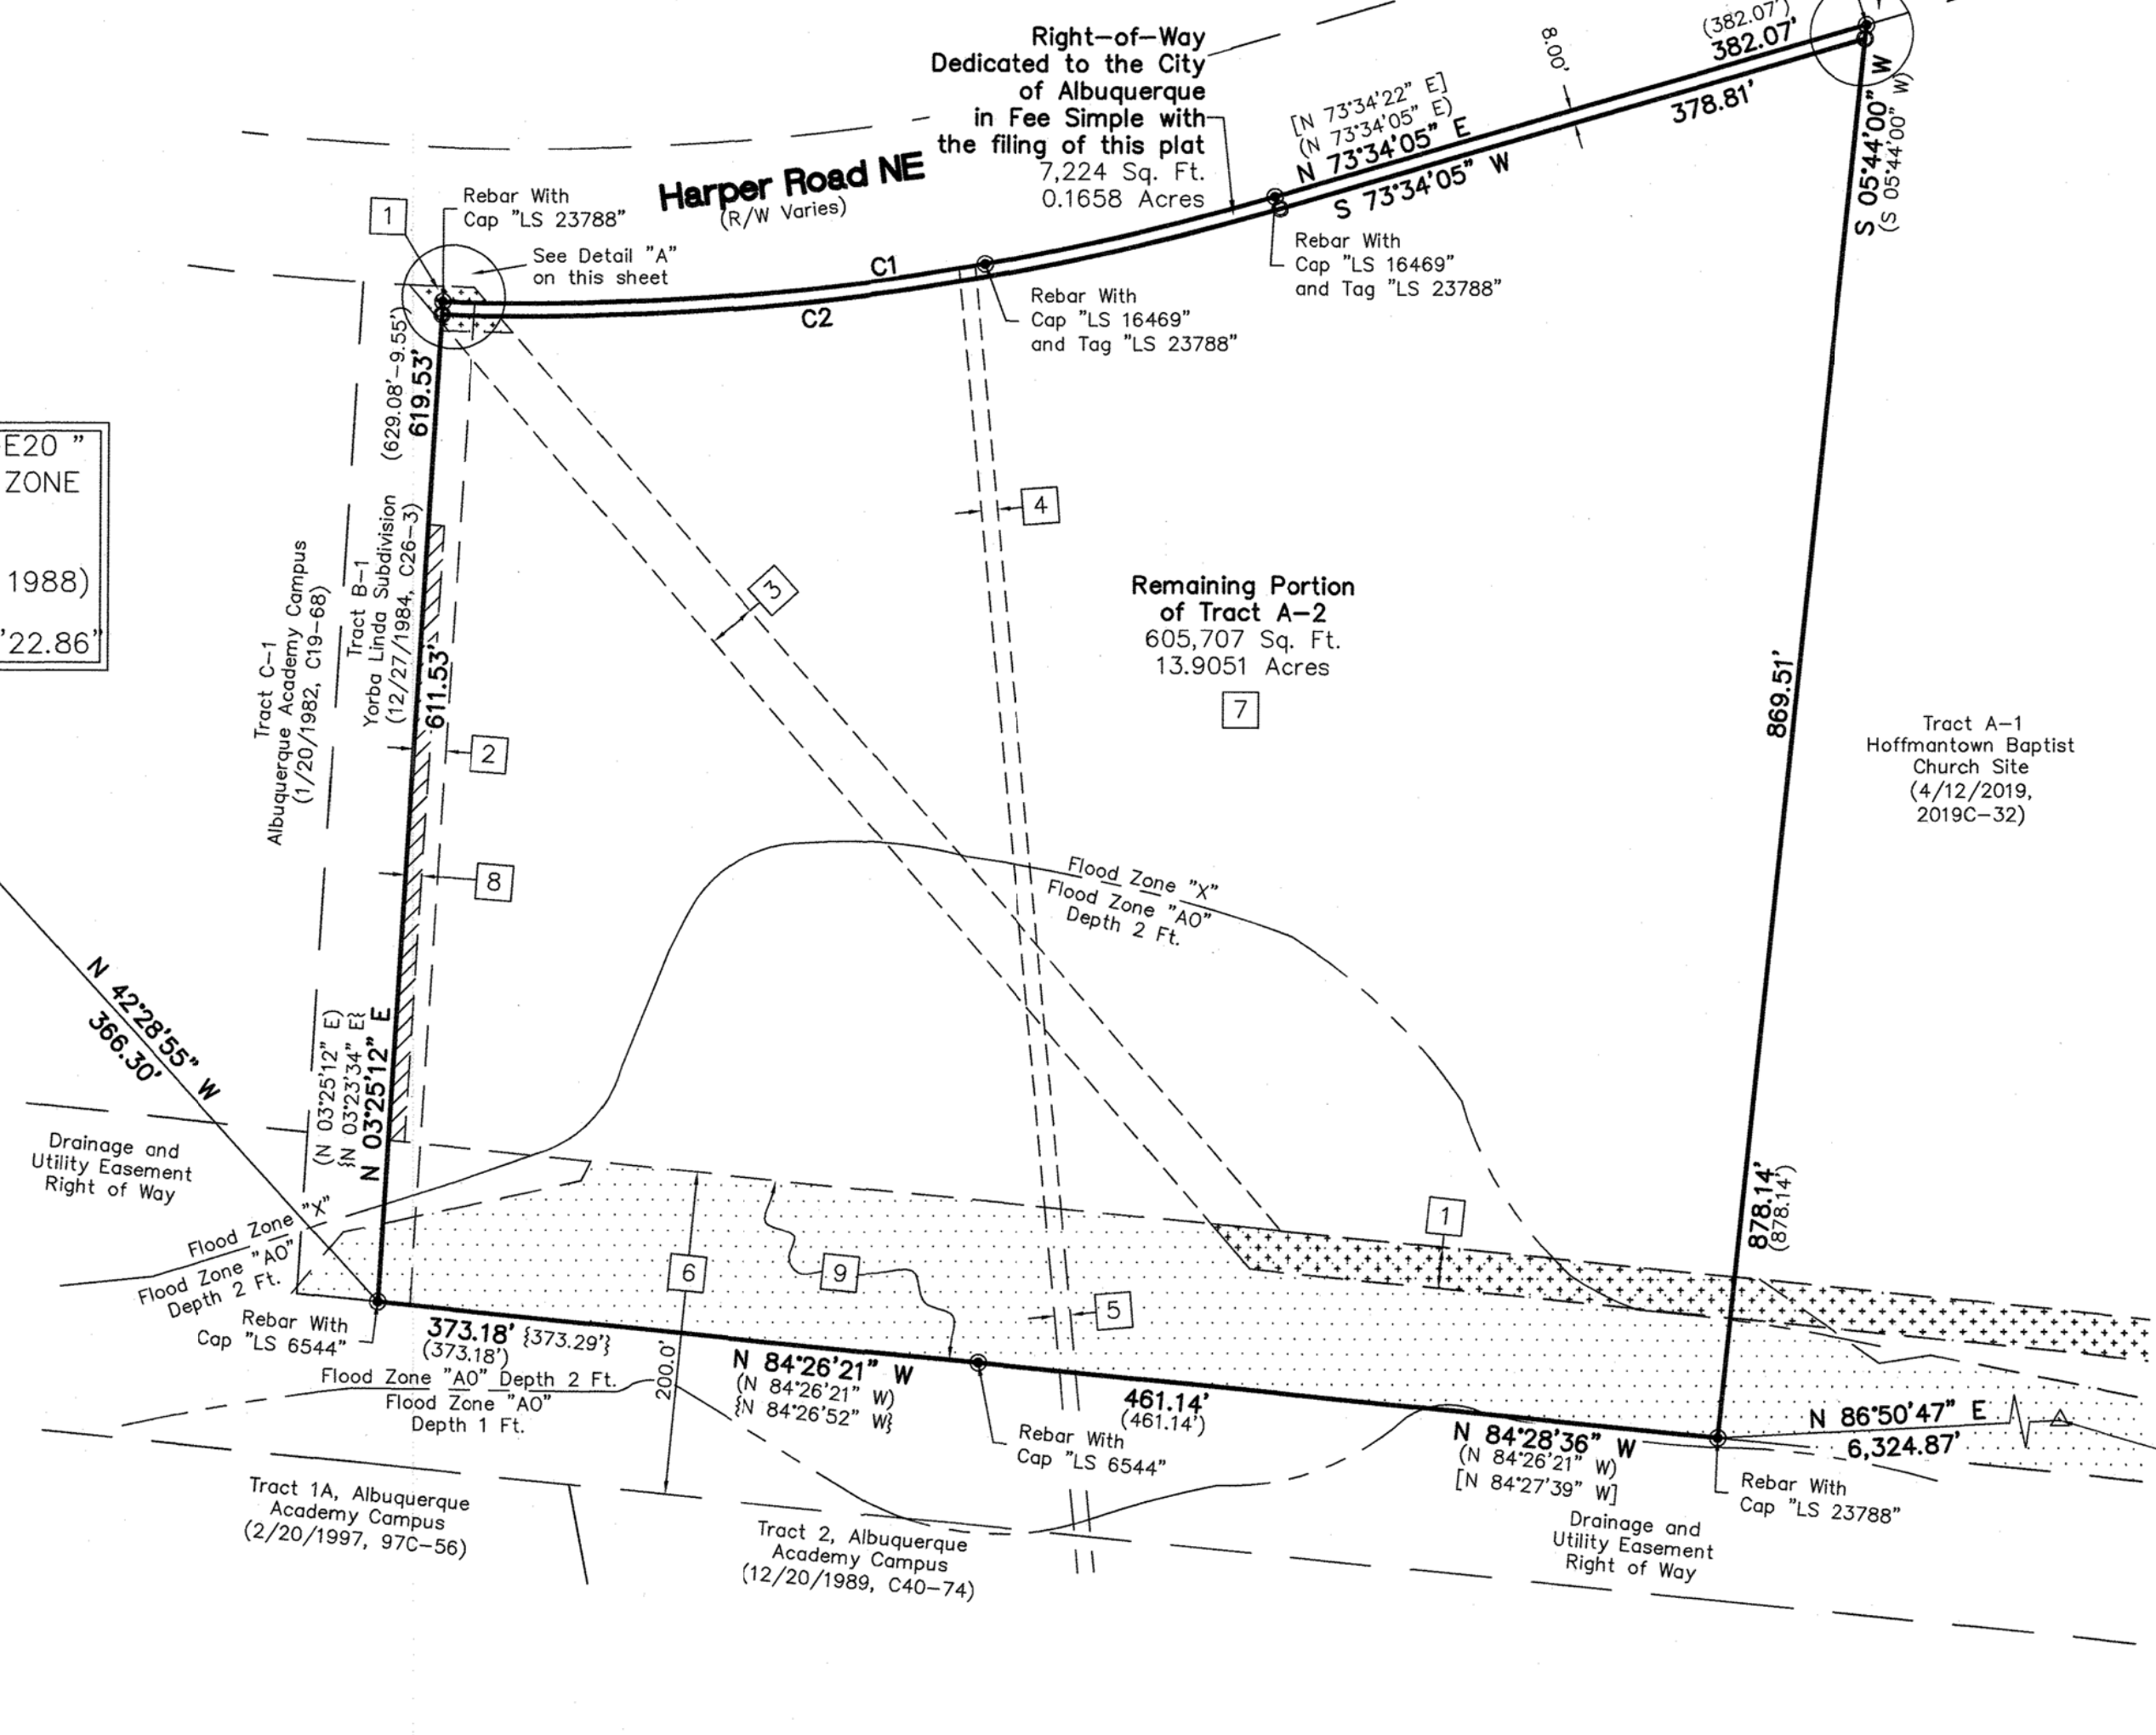 (382.07')
382.07'
8.00'
378.81'
Right-of-Way
Dedicated to the City
of Albuquerque
in Fee Simple with
the filing of this plat
7,224 Sq. Ft.
0.1658 Acres
[N 73°34'22" E]
(N 73°34'05" E)
N 73°34'05" E
S 73°34'05" W
S 05°44'00" W
(S 05°44'00" W)
Harper Road NE
(R/W Varies)
1
Rebar With
Cap "LS 23788"
See Detail "A"
on this sheet
C1
C2
Rebar With
Cap "LS 16469"
and Tag "LS 23788"
Rebar With
Cap "LS 16469"
and Tag "LS 23788"
(629.08'-9.55')
619.53'
E20 "
ZONE
1988)
'22.86"
Tract C-1
Albuquerque Academy Campus
(1/20/1982, C19-68)
Tract B-1
Yorba Linda Subdivision
(12/27/1984, C26-3)
611.53'
4
3
Remaining Portion
of Tract A-2
605,707 Sq. Ft.
13.9051 Acres
7
2
8
869.51'
Tract A-1
Hoffmantown Baptist
Church Site
(4/12/2019,
2019C-32)
Flood Zone "X"
Flood Zone "AO"
Depth 2 Ft.
N 42°28'55" W
366.30'
(N 03°25'12" E)
{N 03°23'34" E{
N 03°25'12" E
Drainage and
Utility Easement
Right of Way
Flood Zone "X"
Flood Zone "AO"
Depth 2 Ft.
Rebar With
Cap "LS 6544"
1
878.14'
(878.14')
6
9
5
373.18' {373.29'}
(373.18')
Flood Zone "AO" Depth 2 Ft.
Flood Zone "AO"
Depth 1 Ft.
200.0'
N 84°26'21" W
(N 84°26'21" W)
{N 84°26'52" W}
461.14'
(461.14')
Rebar With
Cap "LS 6544"
N 84°28'36" W
(N 84°26'21" W)
[N 84°27'39" W]
N 86°50'47" E
6,324.87'
Rebar With
Cap "LS 23788"
Tract 1A, Albuquerque
Academy Campus
(2/20/1997, 97C-56)
Tract 2, Albuquerque
Academy Campus
(12/20/1989, C40-74)
Drainage and
Utility Easement
Right of Way